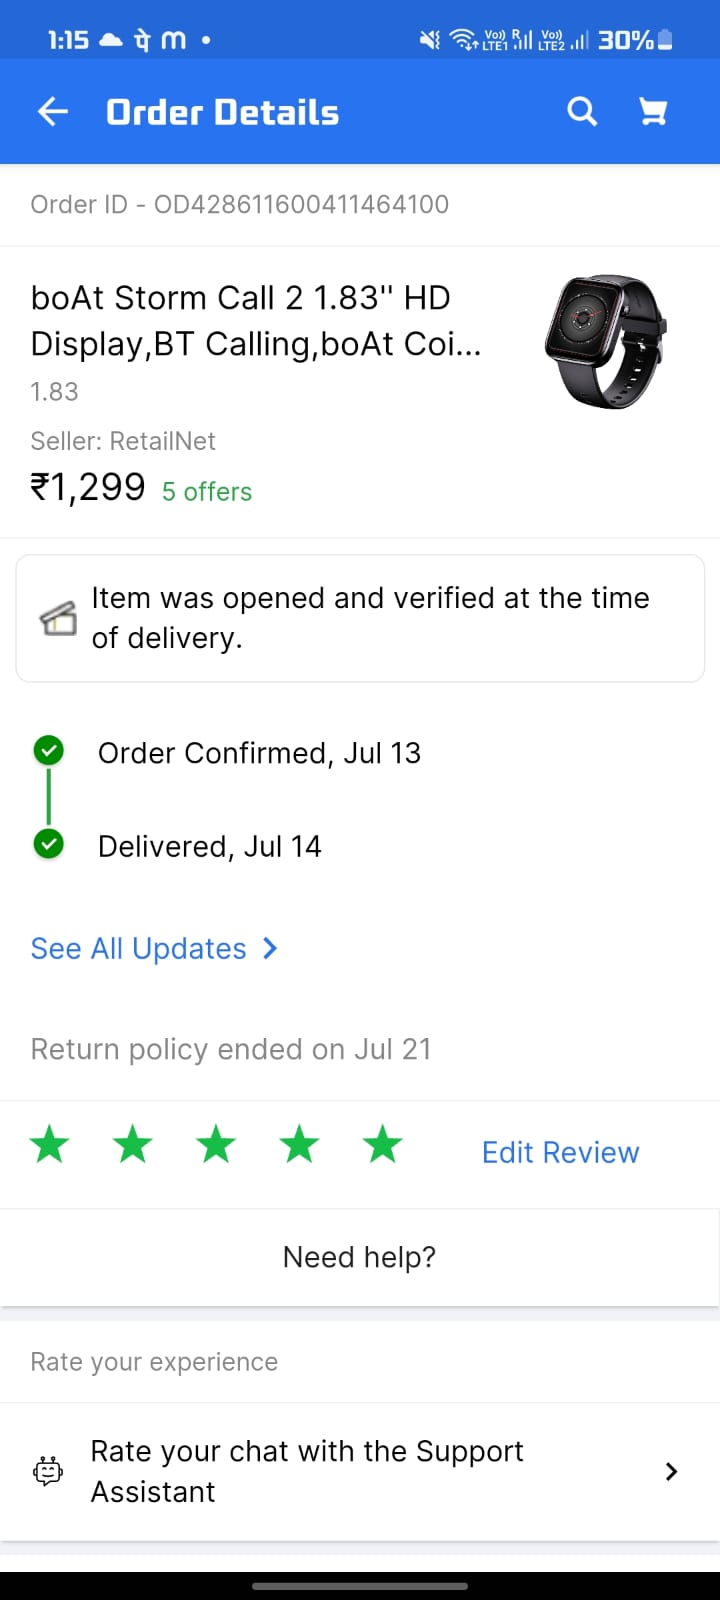 1:15 पे m
Vo)) R Vo))
LTE1 LTE2 30%
Order Details
Order ID - OD428611600411464100
boAt Storm Call 2 1.83'' HD
Display,BT Calling,boAt Coi...
1.83
Seller: RetailNet
₹1,299 5 offers
Item was opened and verified at the time
of delivery.
Order Confirmed, Jul 13
Delivered, Jul 14
See All Updates
Return policy ended on Jul 21
Edit Review
Need help?
Rate your experience
Rate your chat with the Support
Assistant